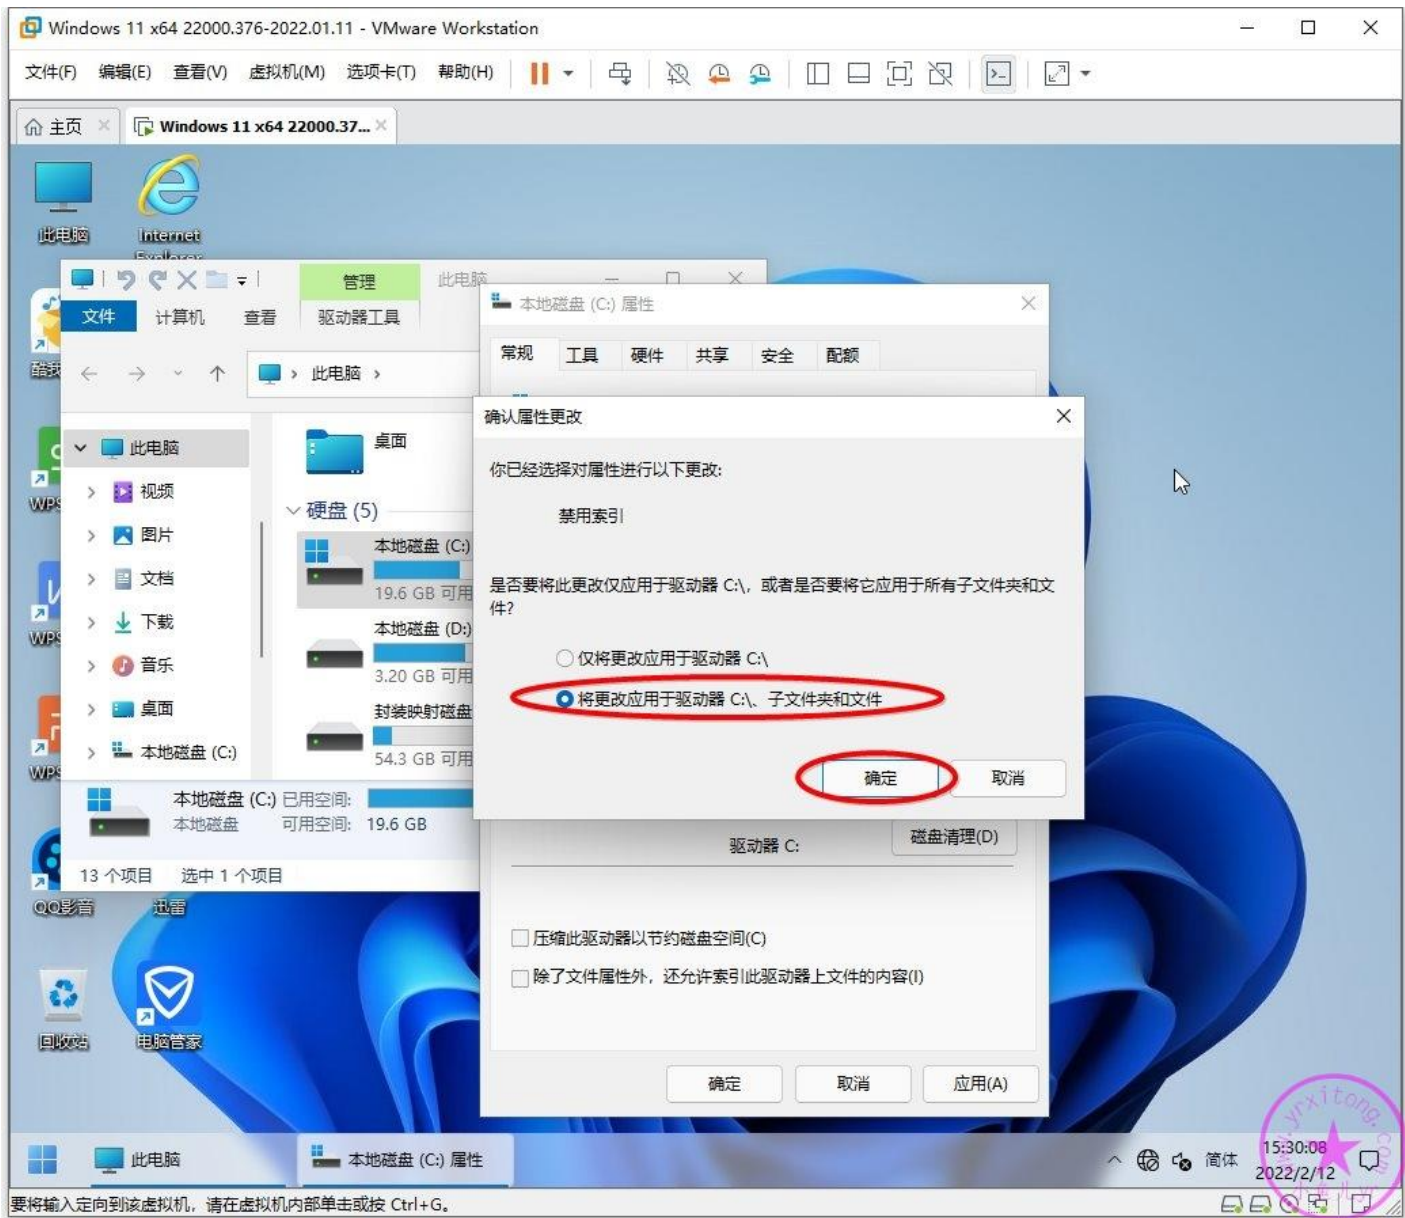 Windows 11 x64 22000.376-2022.01.11 - VMware Workstation
文件(F) 编辑(E) 查看(V) 虚拟机(M) 选项卡(T) 帮助(H)
主页 Windows 11 x64 22000.37...
此电脑 Internet
Explorer
管理 此电脑
文件 计算机 查看 驱动器工具
此电脑
此电脑
视频
图片
文档
下载
音乐
桌面
本地磁盘 (C:)
桌面
硬盘 (5)
本地磁盘 (C:)
19.6 GB 可用
本地磁盘 (D:)
3.20 GB 可用
封装映射磁盘
54.3 GB 可用
本地磁盘 (C:) 已用空间:
本地磁盘 可用空间: 19.6 GB
13 个项目 选中 1 个项目
WPS
WPS
WPS
QQ影音 迅雷
回收站 电脑管家
本地磁盘 (C:) 属性
常规 工具 硬件 共享 安全 配额
确认属性更改
你已经选择对属性进行以下更改:
禁用索引
是否要将此更改仅应用于驱动器 C:\，或者是否要将它应用于所有子文件夹和文
件?
仅将更改应用于驱动器 C:\
将更改应用于驱动器 C:\、子文件夹和文件
确定 取消
驱动器 C: 磁盘清理(D)
压缩此驱动器以节约磁盘空间(C)
除了文件属性外，还允许索引此驱动器上文件的内容(I)
确定 取消 应用(A)
此电脑 本地磁盘 (C:) 属性
简体 15:30:08
2022/2/12
www.yrxitong.com
要将输入定向到该虚拟机，请在虚拟机内部单击或按 Ctrl+G。